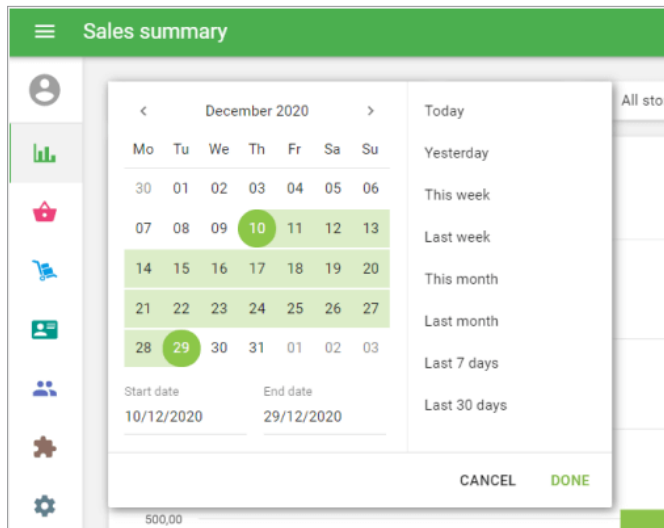 Sales summary
All sto
December 2020
Mo Tu We Th Fr Sa Su
30 01 02 03 04 05 06
07 08 09 10 11 12 13
14 15 16 17 18 19 20
21 22 23 24 25 26 27
28 29 30 31 01 02 03
Start date End date
10/12/2020 29/12/2020
Today
Yesterday
This week
Last week
This month
Last month
Last 7 days
Last 30 days
CANCEL DONE
500,00